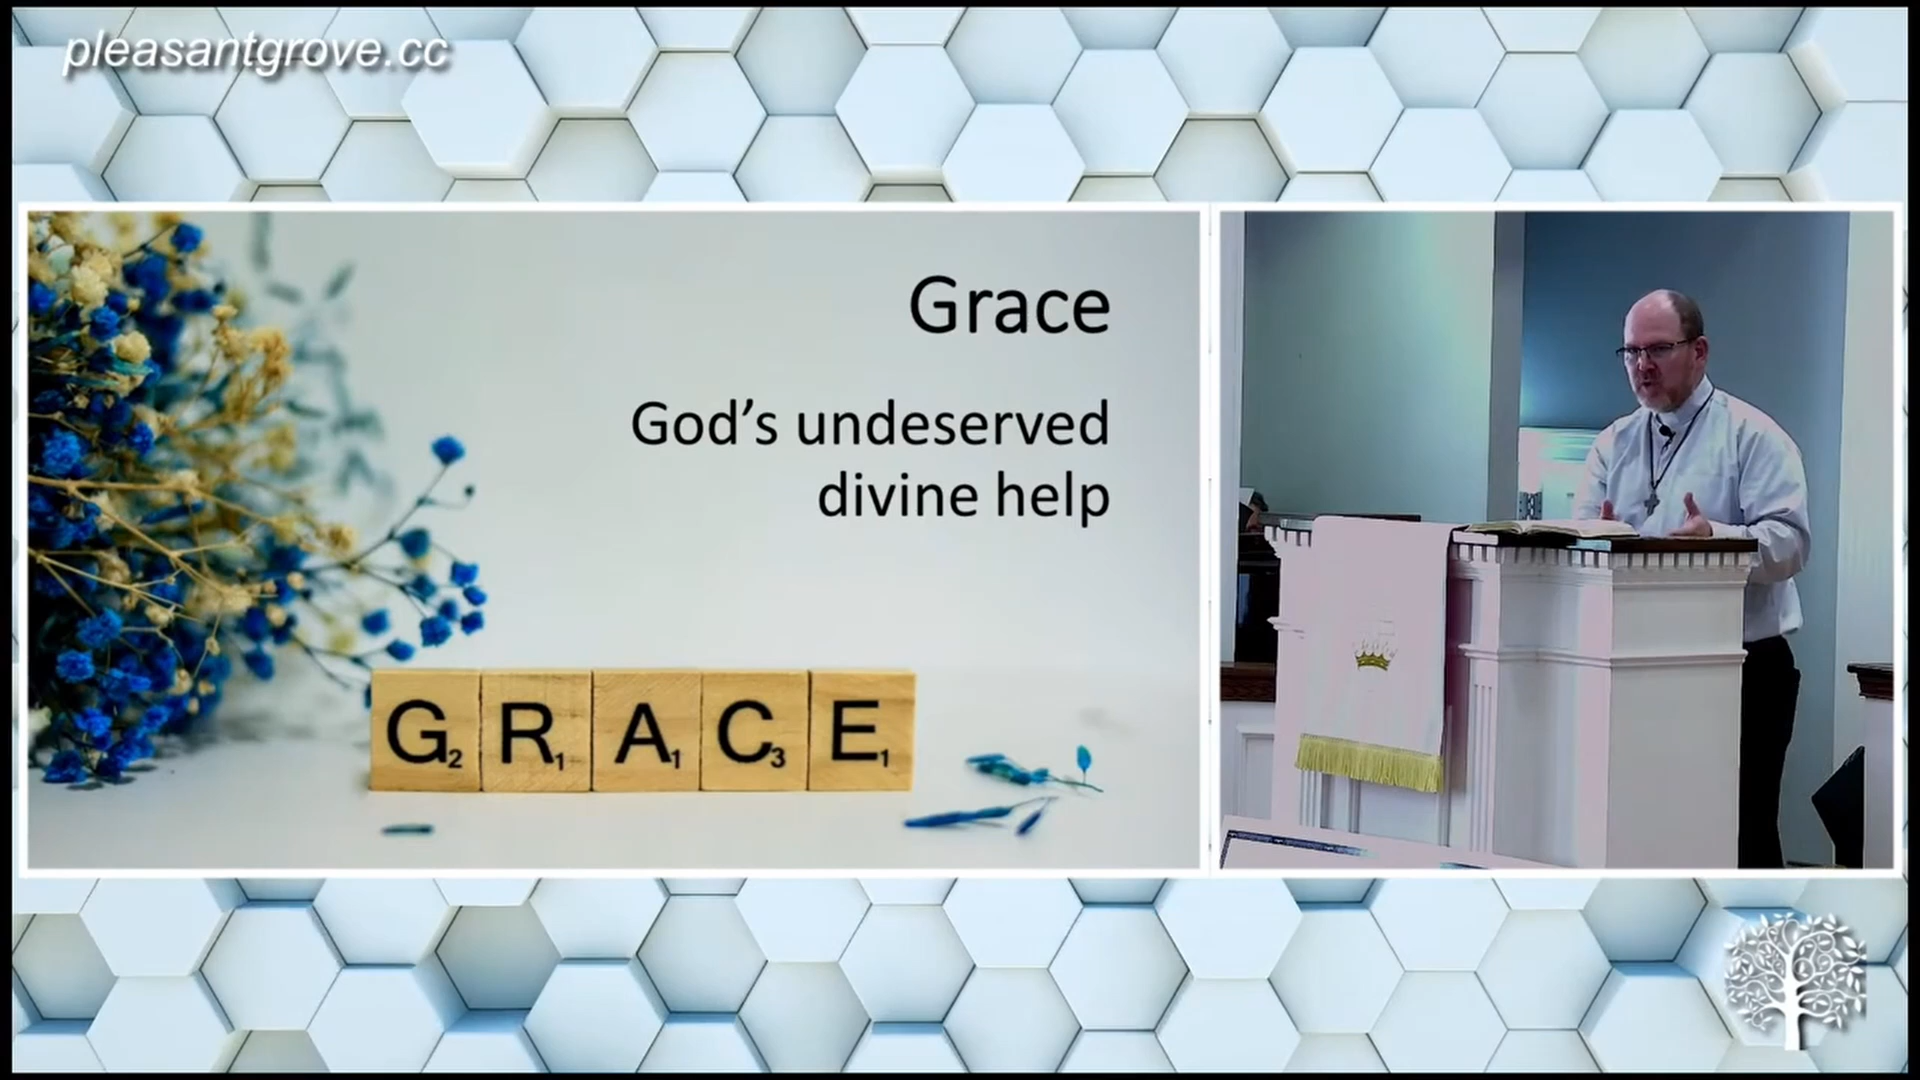 pleasantgrove.cc
Grace
God's undeserved
divine help
G2 R1 A1 C3 E1